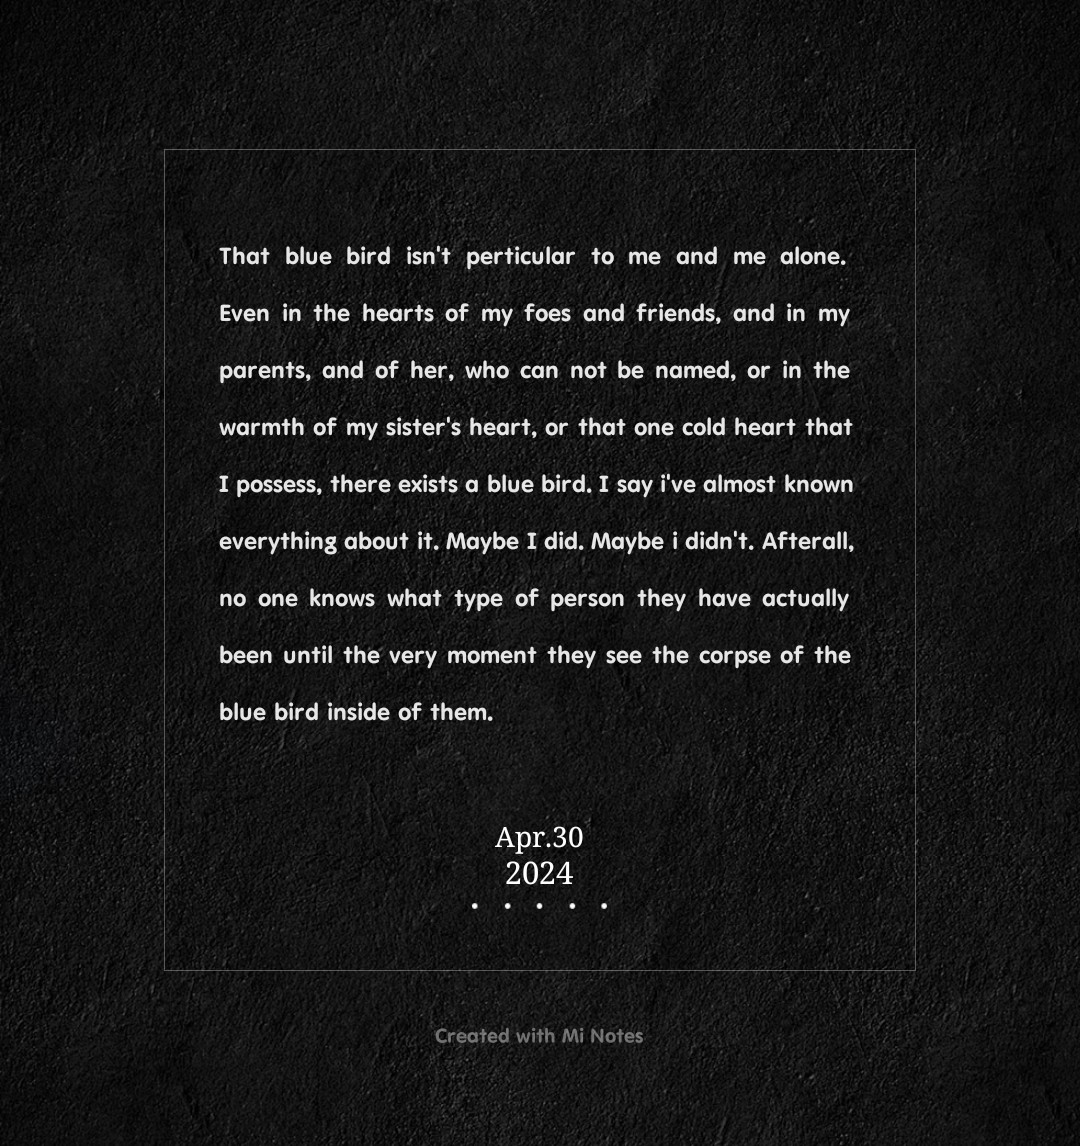 That blue bird isn't perticular to me and me alone.
Even in the hearts of my foes and friends, and in my
parents, and of her, who can not be named, or in the
warmth of my sister's heart, or that one cold heart that
I possess, there exists a blue bird. I say i've almost known
everything about it. Maybe I did. Maybe i didn't. Afterall,
no one knows what type of person they have actually
been until the very moment they see the corpse of the
blue bird inside of them.
Apr.30
2024
• • • • •
Created with Mi Notes